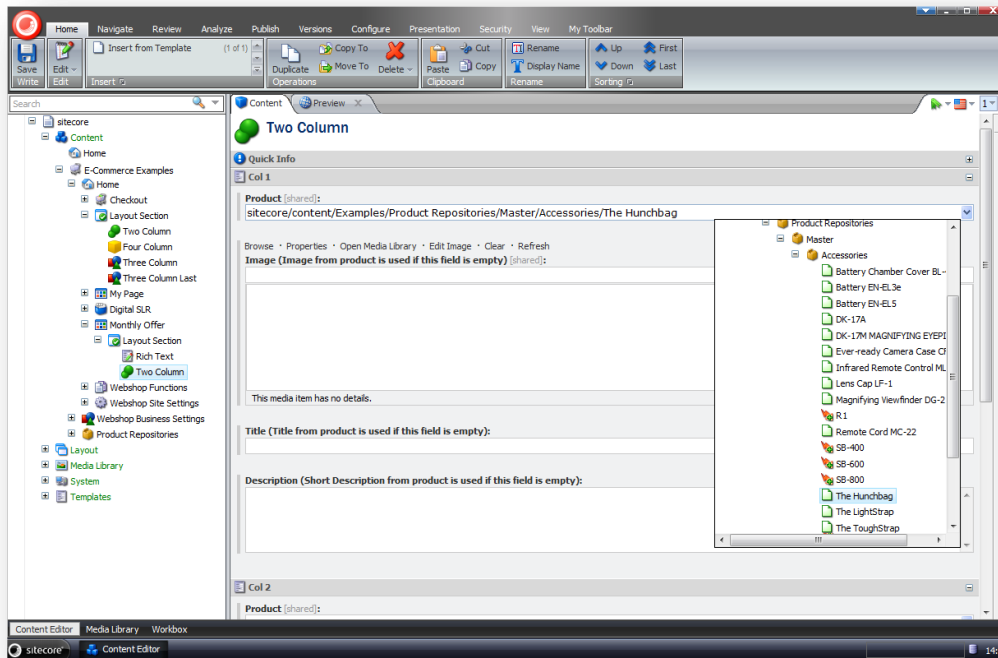 Home Navigate Review Analyze Publish Versions Configure Presentation Security View My Toolbar
Save
Write
Edit
Edit
Insert from Template (1 of 1)
Insert
Duplicate
Copy To
Move To
Delete
Operations
Paste
Cut
Copy
Clipboard
Rename
Display Name
Rename
Up
Down
First
Last
Sorting
Search
sitecore
Content
Home
E-Commerce Examples
Home
Checkout
Layout Section
Two Column
Four Column
Three Column
Three Column Last
My Page
Digital SLR
Monthly Offer
Layout Section
Rich Text
Two Column
Webshop Functions
Webshop Site Settings
Webshop Business Settings
Product Repositories
Layout
Media Library
System
Templates
Content Preview
1
Two Column
Quick Info
Col 1
Product [shared]:
sitecore/content/Examples/Product Repositories/Master/Accessories/The Hunchbag
Browse · Properties · Open Media Library · Edit Image · Clear · Refresh
Image (Image from product is used if this field is empty) [shared]:
This media item has no details.
Title (Title from product is used if this field is empty):
Description (Short Description from product is used if this field is empty):
Product Repositories
Master
Accessories
Battery Chamber Cover BL-
Battery EN-EL3e
Battery EN-EL5
DK-17A
DK-17M MAGNIFYING EYEPI
Ever-ready Camera Case CF
Infrared Remote Control ML
Lens Cap LF-1
Magnifying Viewfinder DG-2
R1
Remote Cord MC-22
SB-400
SB-600
SB-800
The Hunchbag
The LightStrap
The ToughStrap
Col 2
Product [shared]:
Content Editor Media Library Workbox
sitecore Content Editor 14: